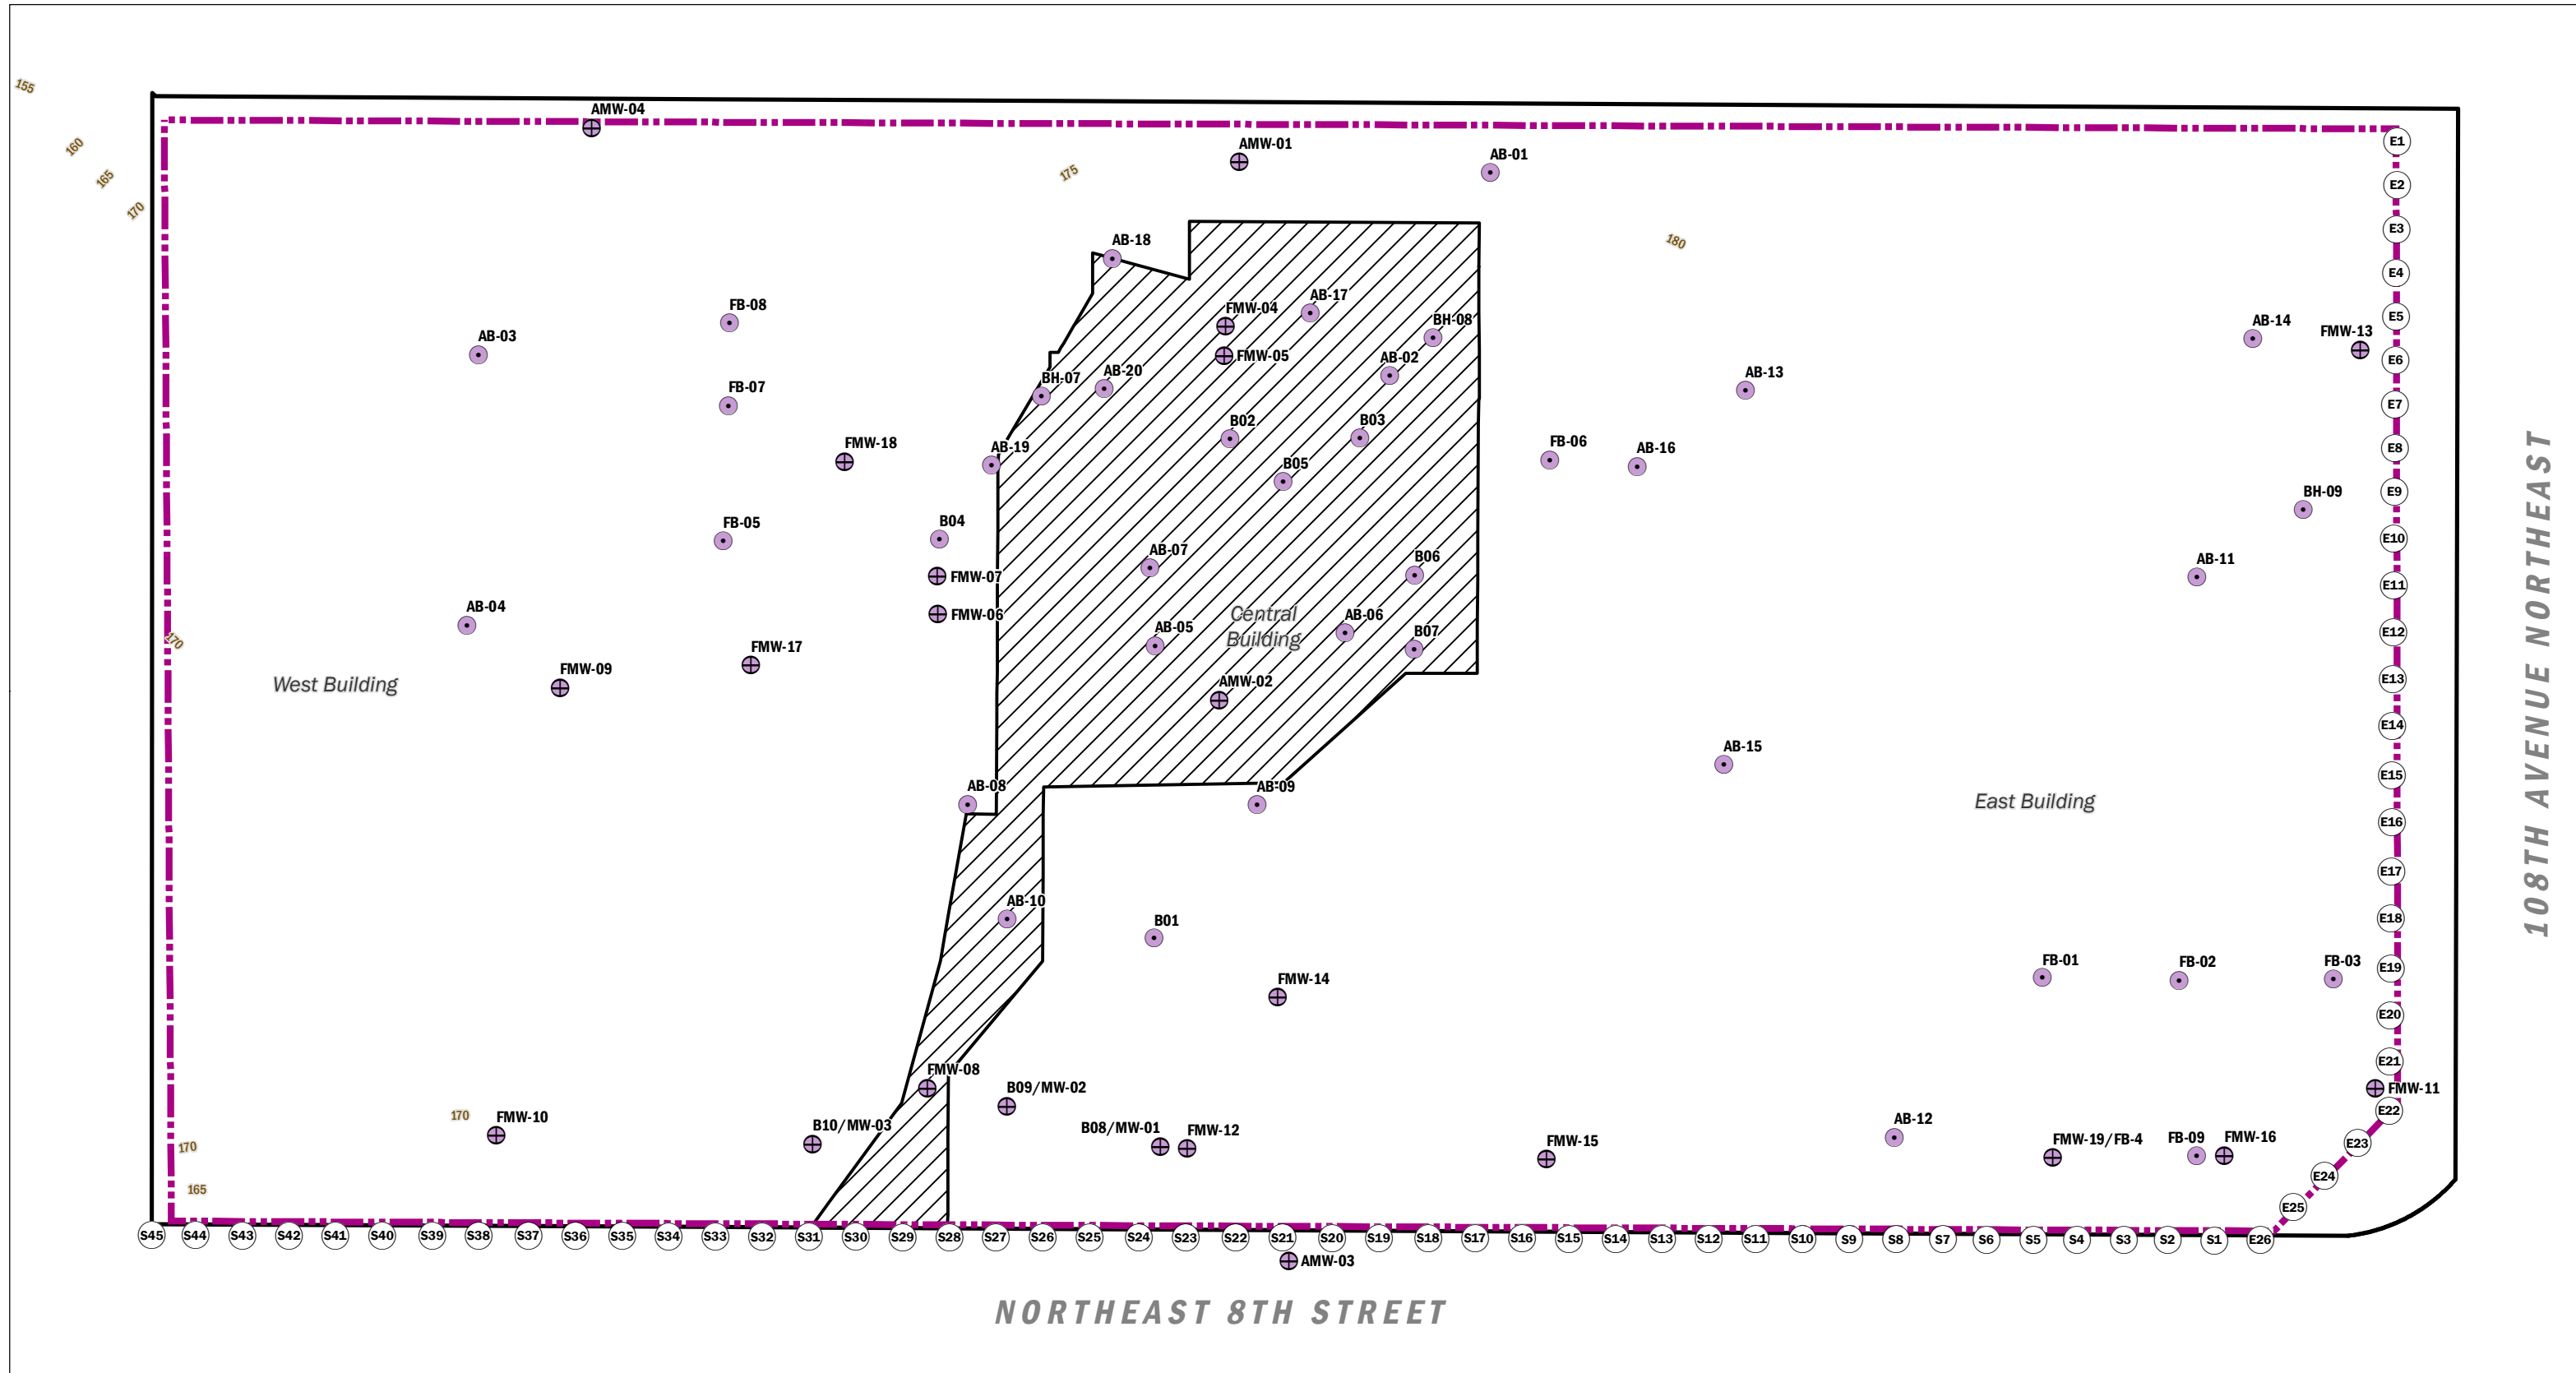 155
AMW-04
160
AMW-01
E1
AB-01
175
165
E2
170
E3
AB-18
180
E4
AB-17
FB-08
FMW-04
E5
BH-08
AB-14
FMW-13
AB-03
FMW-05
AB-02
E6
BH-07
AB-20
AB-13
FB-07
E7
B02
B03
FMW-18
AB-19
FB-06
AB-16
E8
B05
E9
BH-09
FB-05
B04
E10
AB-07
B06
AB-11
FMW-07
E11
AB-04
FMW-06
Central
Building
AB-06
AB-05
B07
E12
170
FMW-17
FMW-09
West Building
AMW-02
E13
E14
AB-15
E15
AB-08
AB-09
East Building
E16
E17
AB-10
B01
E18
FB-01
FB-02
FB-03
E19
FMW-14
E20
E21
FMW-08
B09/MW-02
FMW-11
170
FMW-10
B10/MW-03
B08/MW-01
FMW-12
FMW-15
AB-12
E22
FMW-19/FB-4
FB-09
FMW-16
E23
170
E24
165
E25
S45 S44 S43 S42 S41 S40 S39 S38 S37 S36 S35 S34 S33 S32 S31 S30 S29 S28 S27 S26 S25 S24 S23 S22 S21 S20 S19 S18 S17 S16 S15 S14 S13 S12 S11 S10 S9 S8 S7 S6 S5 S4 S3 S2 S1 E26
AMW-03
NORTHEAST 8TH STREET
108TH AVENUE NORTHEAST